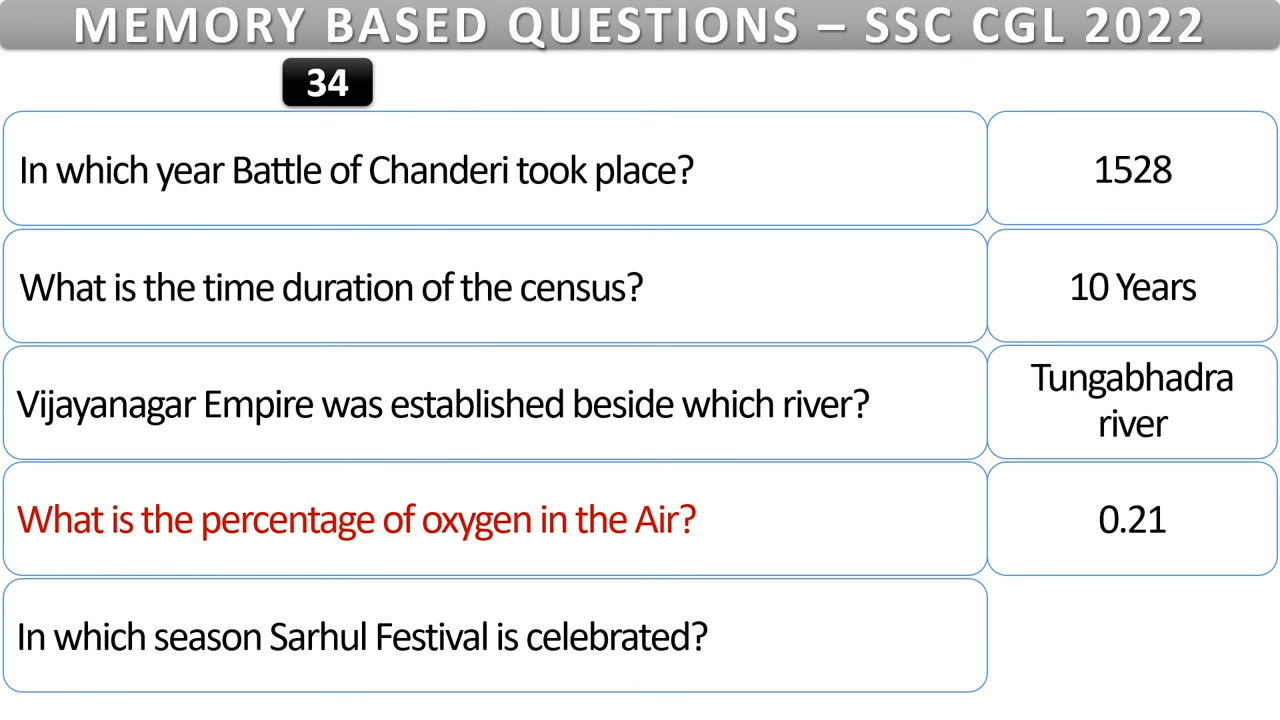 MEMORY BASED QUESTIONS – SSC CGL 2022
34
In which year Battle of Chanderi took place?
1528
What is the time duration of the census?
10 Years
Vijayanagar Empire was established beside which river?
Tungabhadra
river
What is the percentage of oxygen in the Air?
0.21
In which season Sarhul Festival is celebrated?